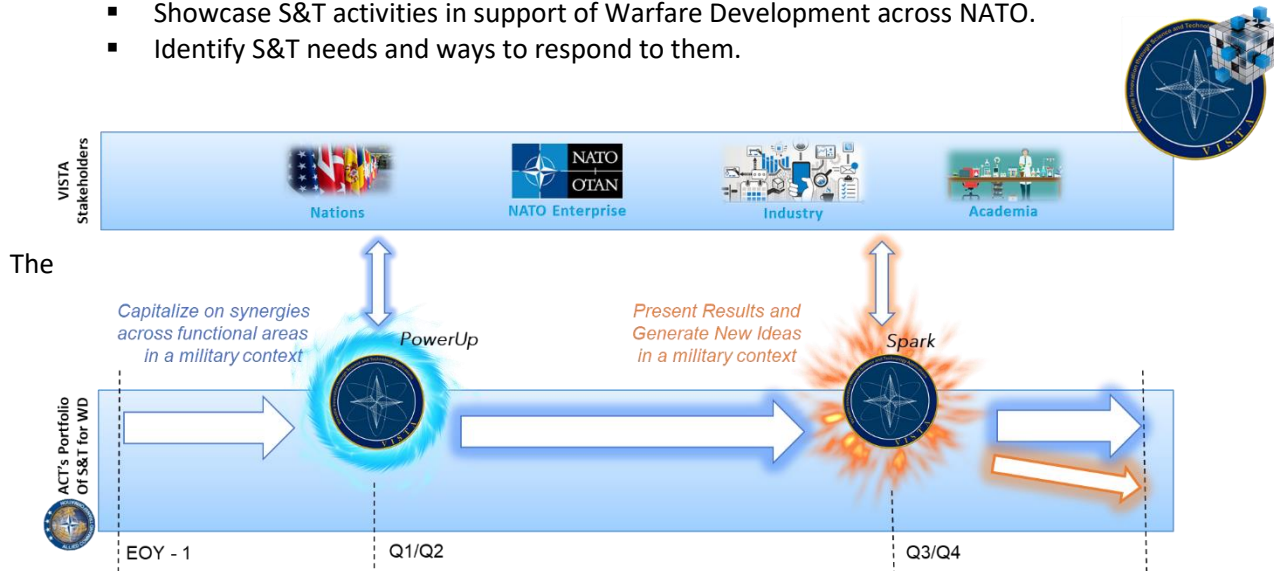 ▪ Showcase S&T activities in support of Warfare Development across NATO.
▪ Identify S&T needs and ways to respond to them.
VISTA
Stakeholders
Nations
NATO
OTAN
NATO Enterprise
Industry
Academia
The
Capitalize on synergies
across functional areas
in a military context
PowerUp
Present Results and
Generate New Ideas
in a military context
Spark
ACT's Portfolio
Of S&T for WD
VISTA
VISTA
VISTA
EOY - 1
Q1/Q2
Q3/Q4